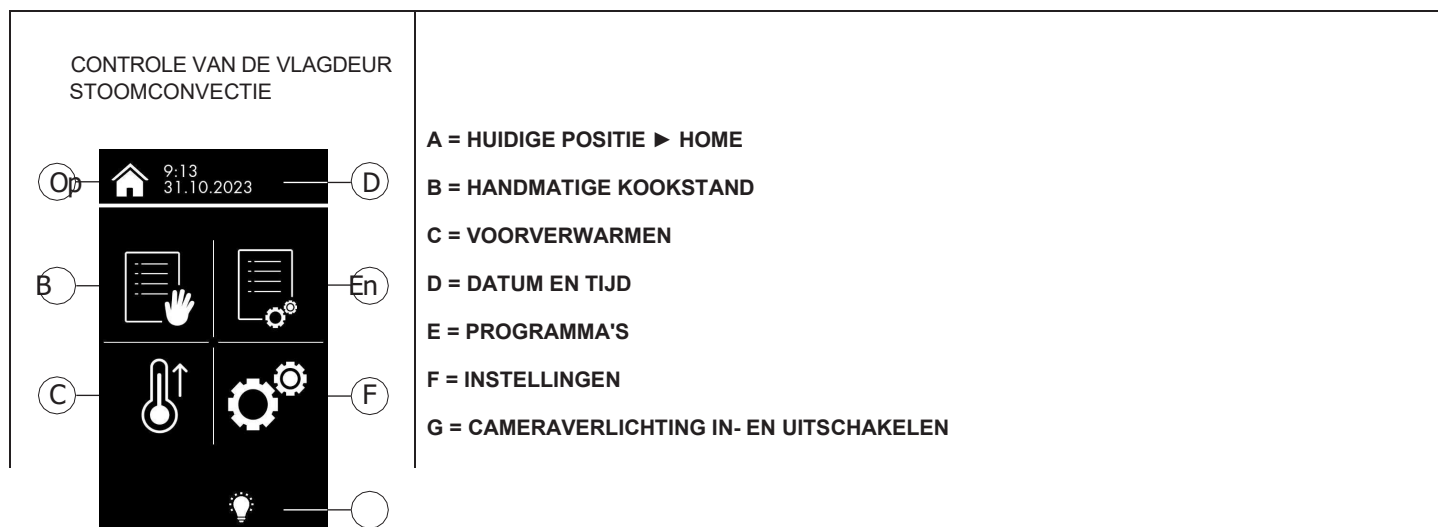 CONTROLE VAN DE VLAGDEUR
STOOMCONVECTIE
Op
9:13
31.10.2023
D
B
En
C
F
A = HUIDIGE POSITIE ► HOME
B = HANDMATIGE KOOKSTAND
C = VOORVERWARMEN
D = DATUM EN TIJD
E = PROGRAMMA'S
F = INSTELLINGEN
G = CAMERAVERLICHTING IN- EN UITSCHAKELEN